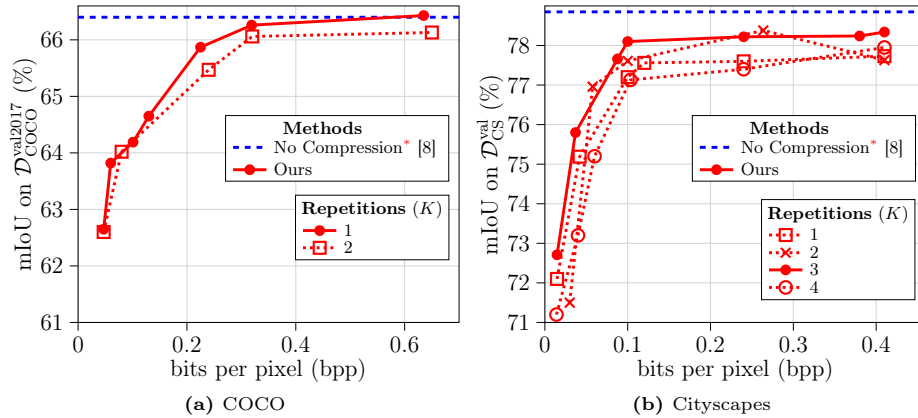 mIoU on D^val2017_COCO (%)
66
65
64
63
62
61
0
0.2
0.4
0.6
bits per pixel (bpp)
Methods
No Compression* [8]
Ours
Repetitions (K)
1
2
(a) COCO
mIoU on D^val_CS (%)
78
77
76
75
74
73
72
71
0
0.1
0.2
0.3
0.4
bits per pixel (bpp)
Methods
No Compression* [8]
Ours
Repetitions (K)
1
2
3
4
(b) Cityscapes